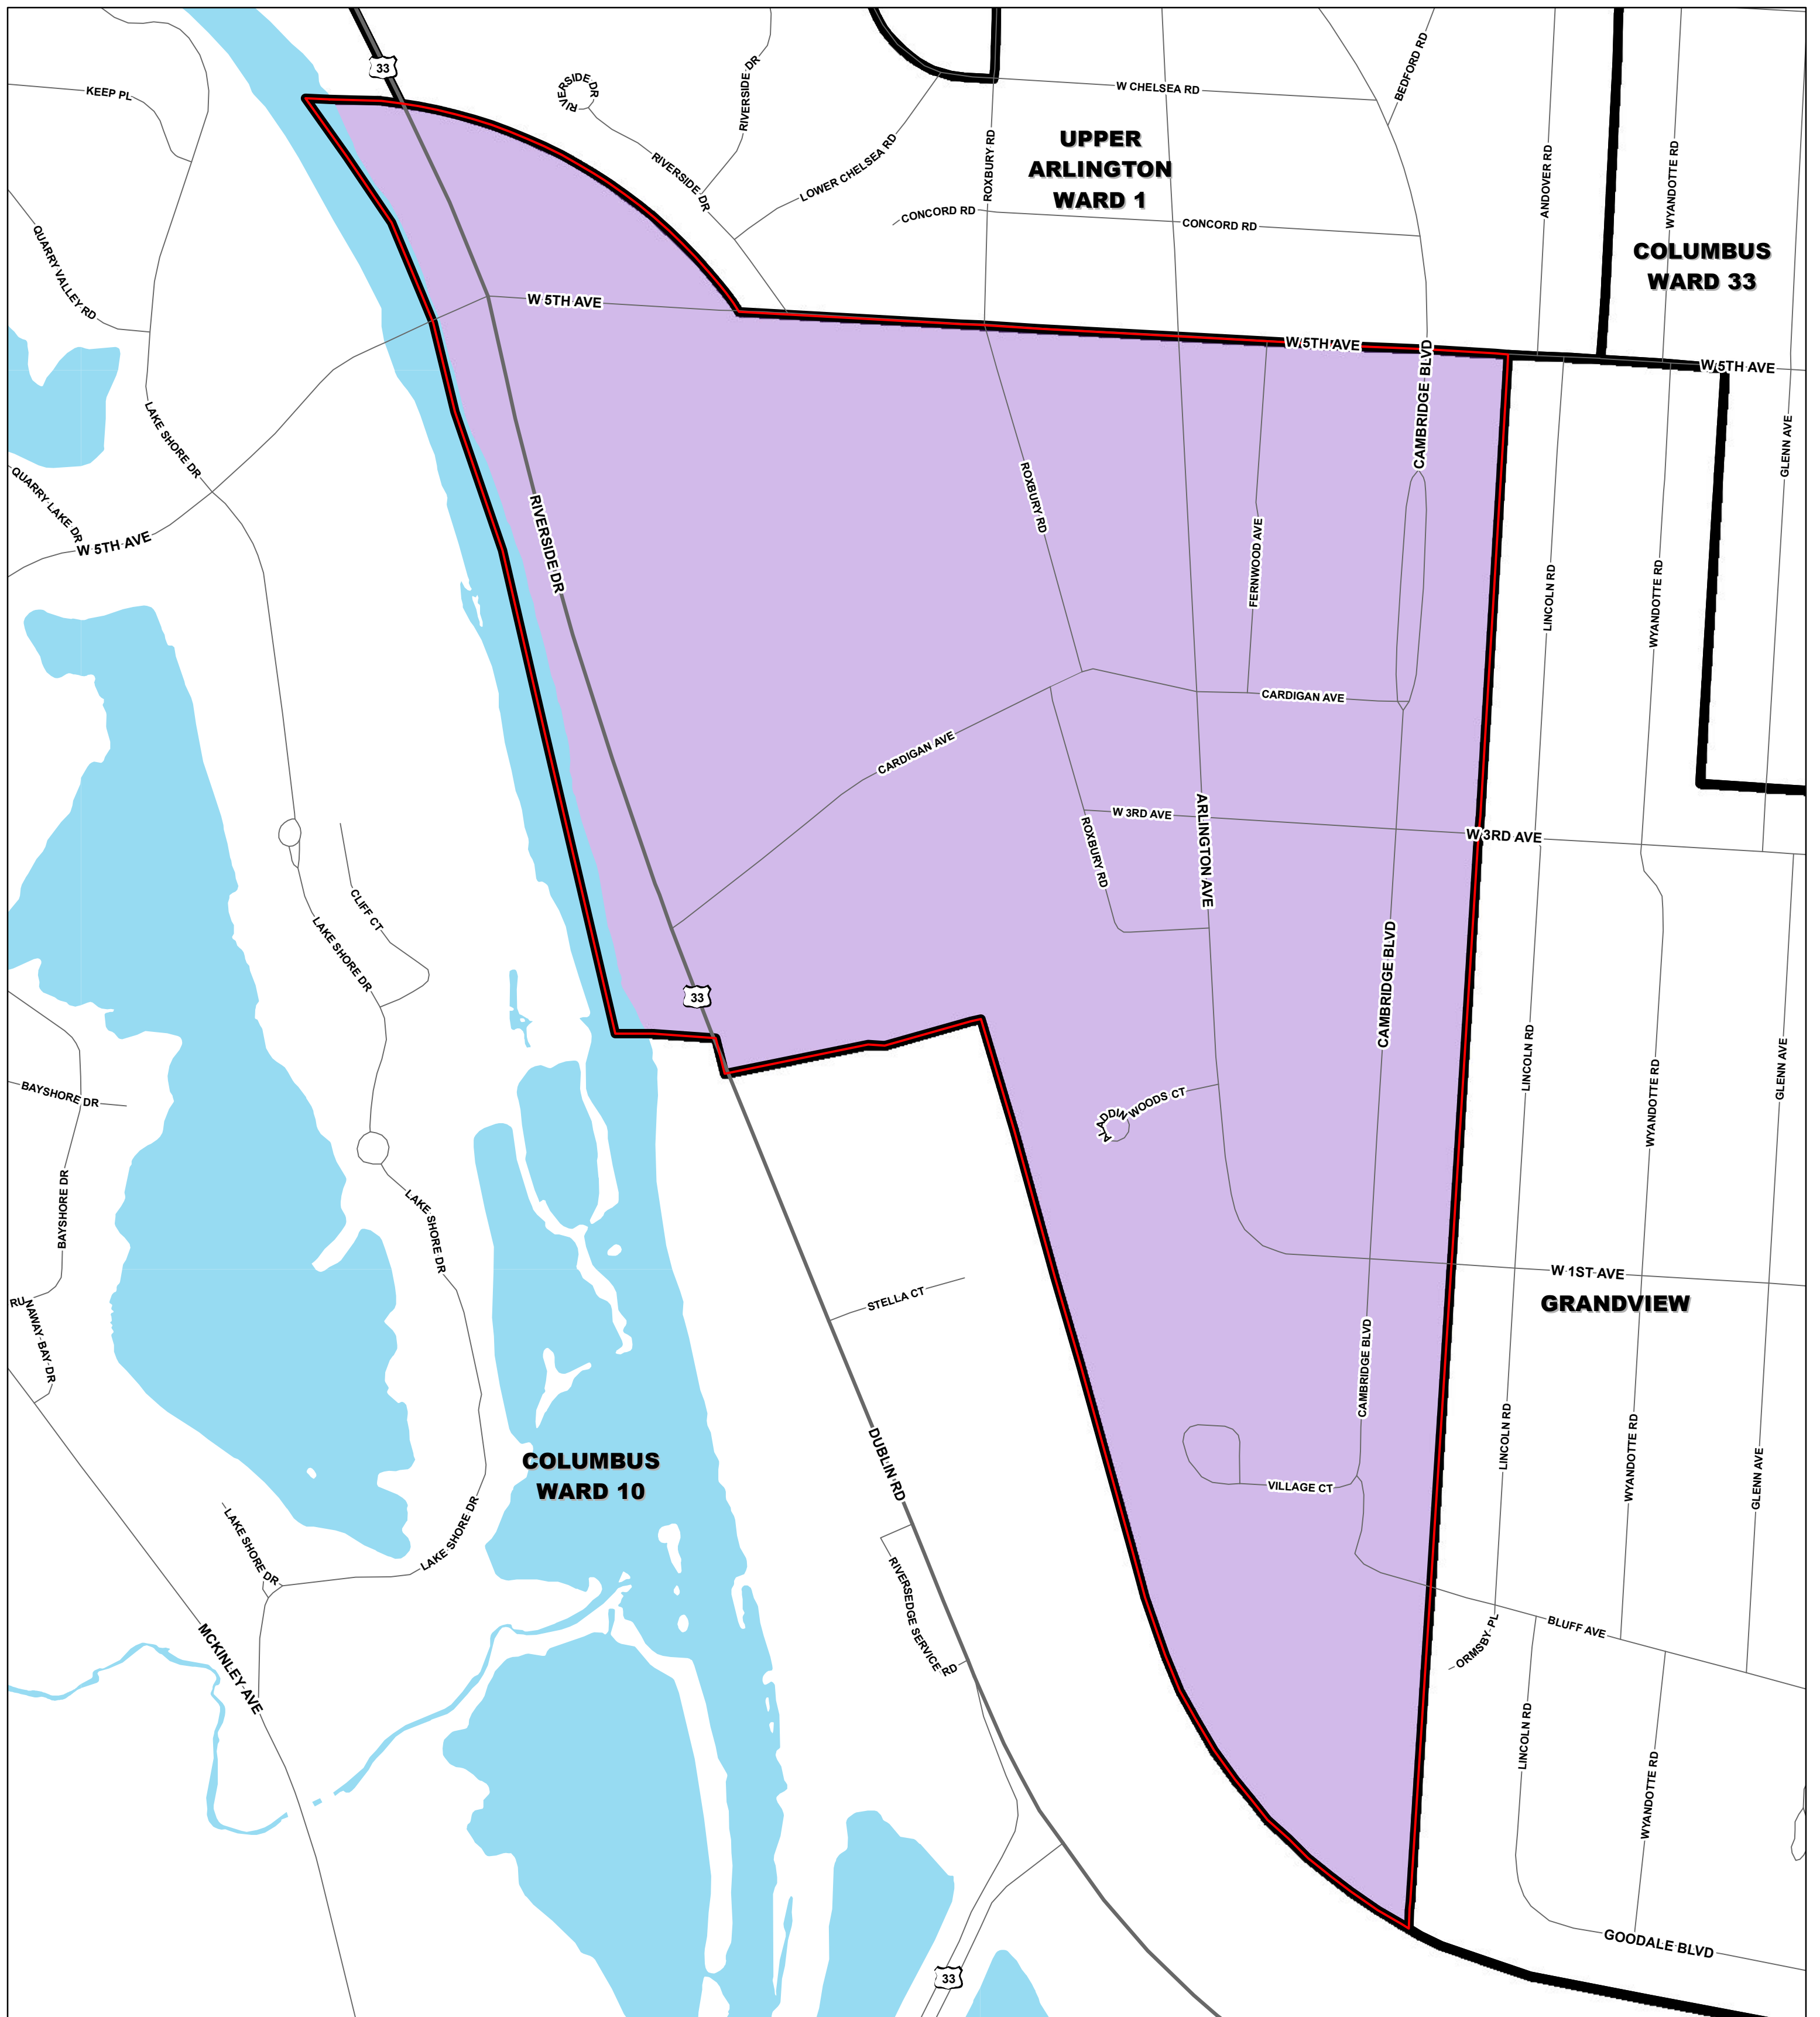 33
KEEP PL
RIVERSIDE DR
RIVERSIDE DR
W CHELSEA RD
BEDFORD RD
UPPER
ARLINGTON
WARD 1
RIVERSIDE DR
LOWER CHELSEA RD
ROXBURY RD
ANDOVER RD
WYANDOTTE RD
CONCORD RD
CONCORD RD
COLUMBUS
WARD 33
QUARRY VALLEY RD
W 5TH AVE
W 5TH AVE
W 5TH AVE
CAMBRIDGE BLVD
GLENN AVE
LAKE SHORE DR
QUARRY LAKE DR
W 5TH AVE
RIVERSIDE DR
ROXBURY RD
FERNWOOD AVE
LINCOLN RD
WYANDOTTE RD
CARDIGAN AVE
CARDIGAN AVE
W 3RD AVE
ARLINGTON AVE
W 3RD AVE
ROXBURY RD
CLIFF CT
LAKE SHORE DR
CAMBRIDGE BLVD
33
LINCOLN RD
WYANDOTTE RD
GLENN AVE
BAYSHORE DR
ALADDIN WOODS CT
BAYSHORE DR
LAKE SHORE DR
W 1ST AVE
GRANDVIEW
STELLA CT
RUNAWAY BAY DR
CAMBRIDGE BLVD
COLUMBUS
WARD 10
DUBLIN RD
LINCOLN RD
WYANDOTTE RD
GLENN AVE
VILLAGE CT
LAKE SHORE DR
LAKE SHORE DR
RIVERSEDGE SERVICE RD
MCKINLEY AVE
ORMSBY PL
BLUFF AVE
LINCOLN RD
WYANDOTTE RD
GOODALE BLVD
33